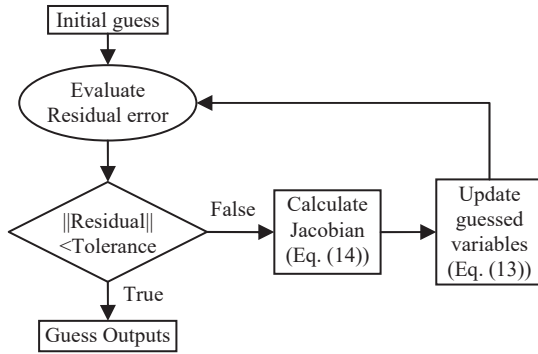 Initial guess
Evaluate
Residual error
||Residual||
<Tolerance
False
Calculate
Jacobian
(Eq. (14))
Update
guessed
variables
(Eq. (13))
True
Guess Outputs